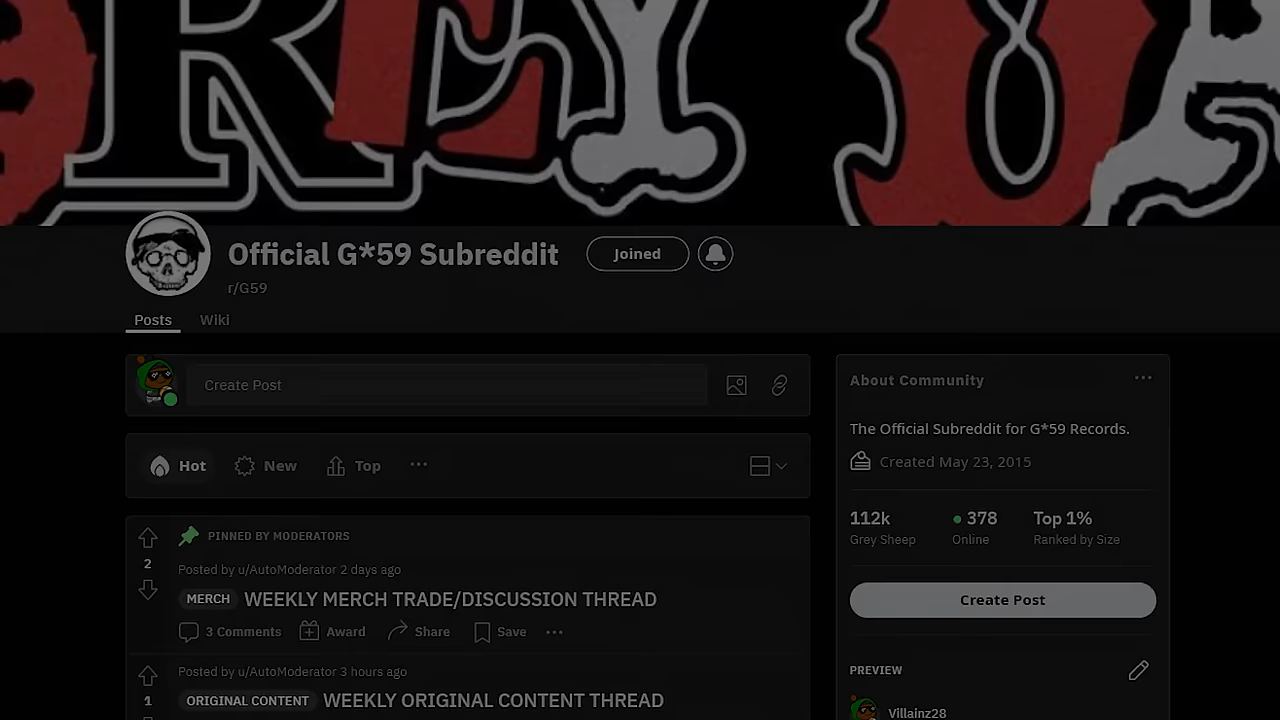 REY
Official G*59 Subreddit
Joined
r/G59
Posts
Wiki
Create Post
Hot
New
Top
PINNED BY MODERATORS
2
Posted by u/AutoModerator 2 days ago
MERCH WEEKLY MERCH TRADE/DISCUSSION THREAD
3 Comments
Award
Share
Save
Posted by u/AutoModerator 3 hours ago
1
ORIGINAL CONTENT WEEKLY ORIGINAL CONTENT THREAD
About Community
The Official Subreddit for G*59 Records.
Created May 23, 2015
112k
378
Top 1%
Grey Sheep
Online
Ranked by Size
Create Post
PREVIEW
Villainz28